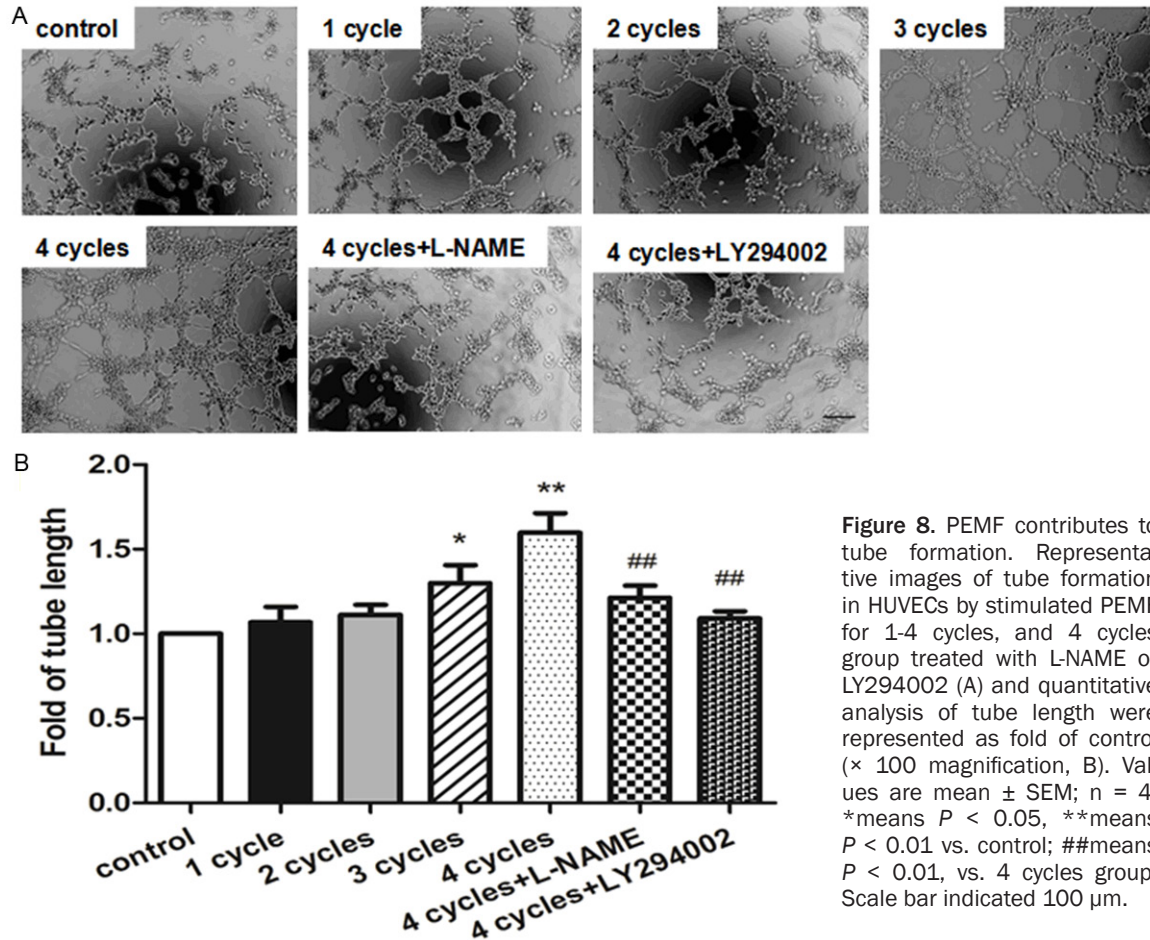 A
control
1 cycle
2 cycles
3 cycles
4 cycles
4 cycles+L-NAME
4 cycles+LY294002
B
Fold of tube length
2.0
1.5
1.0
0.5
0.0
*
**
##
##
control
1 cycle
2 cycles
3 cycles
4 cycles
4 cycles+L-NAME
4 cycles+LY294002
Figure 8. PEMF contributes to
tube formation. Representa
tive images of tube formation
in HUVECs by stimulated PEMF
for 1-4 cycles, and 4 cycles
group treated with L-NAME o
LY294002 (A) and quantitative
analysis of tube length were
represented as fold of contro
(× 100 magnification, B). Val
ues are mean ± SEM; n = 4
*means P < 0.05, **means
P < 0.01 vs. control; ##means
P < 0.01, vs. 4 cycles group
Scale bar indicated 100 µm.